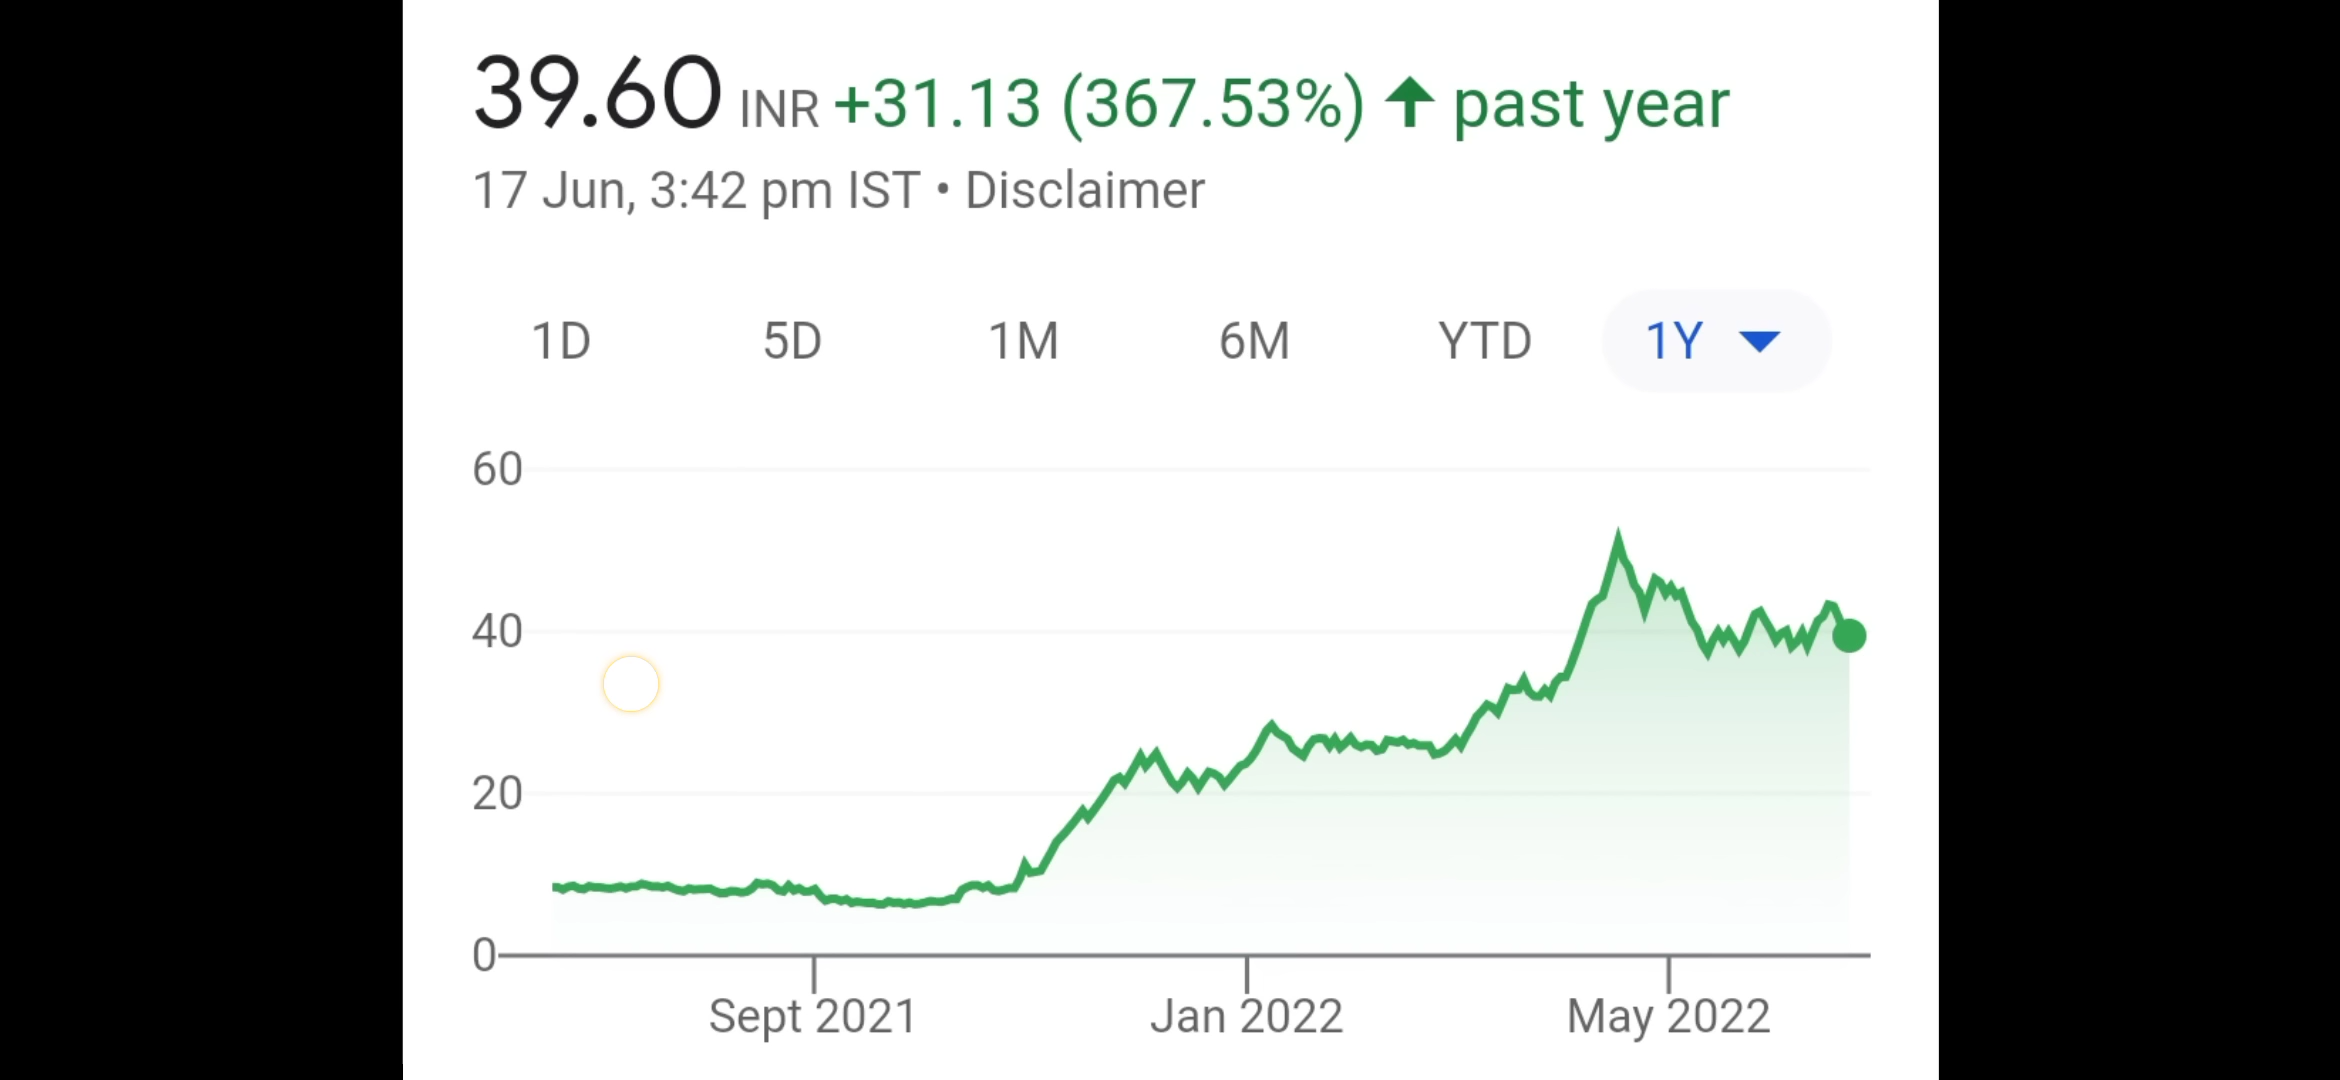 39.60 INR +31.13 (367.53%) ↑ past year
17 Jun, 3:42 pm IST • Disclaimer
1D 5D 1M 6M YTD 1Y
60
40
20
0
Sept 2021 Jan 2022 May 2022